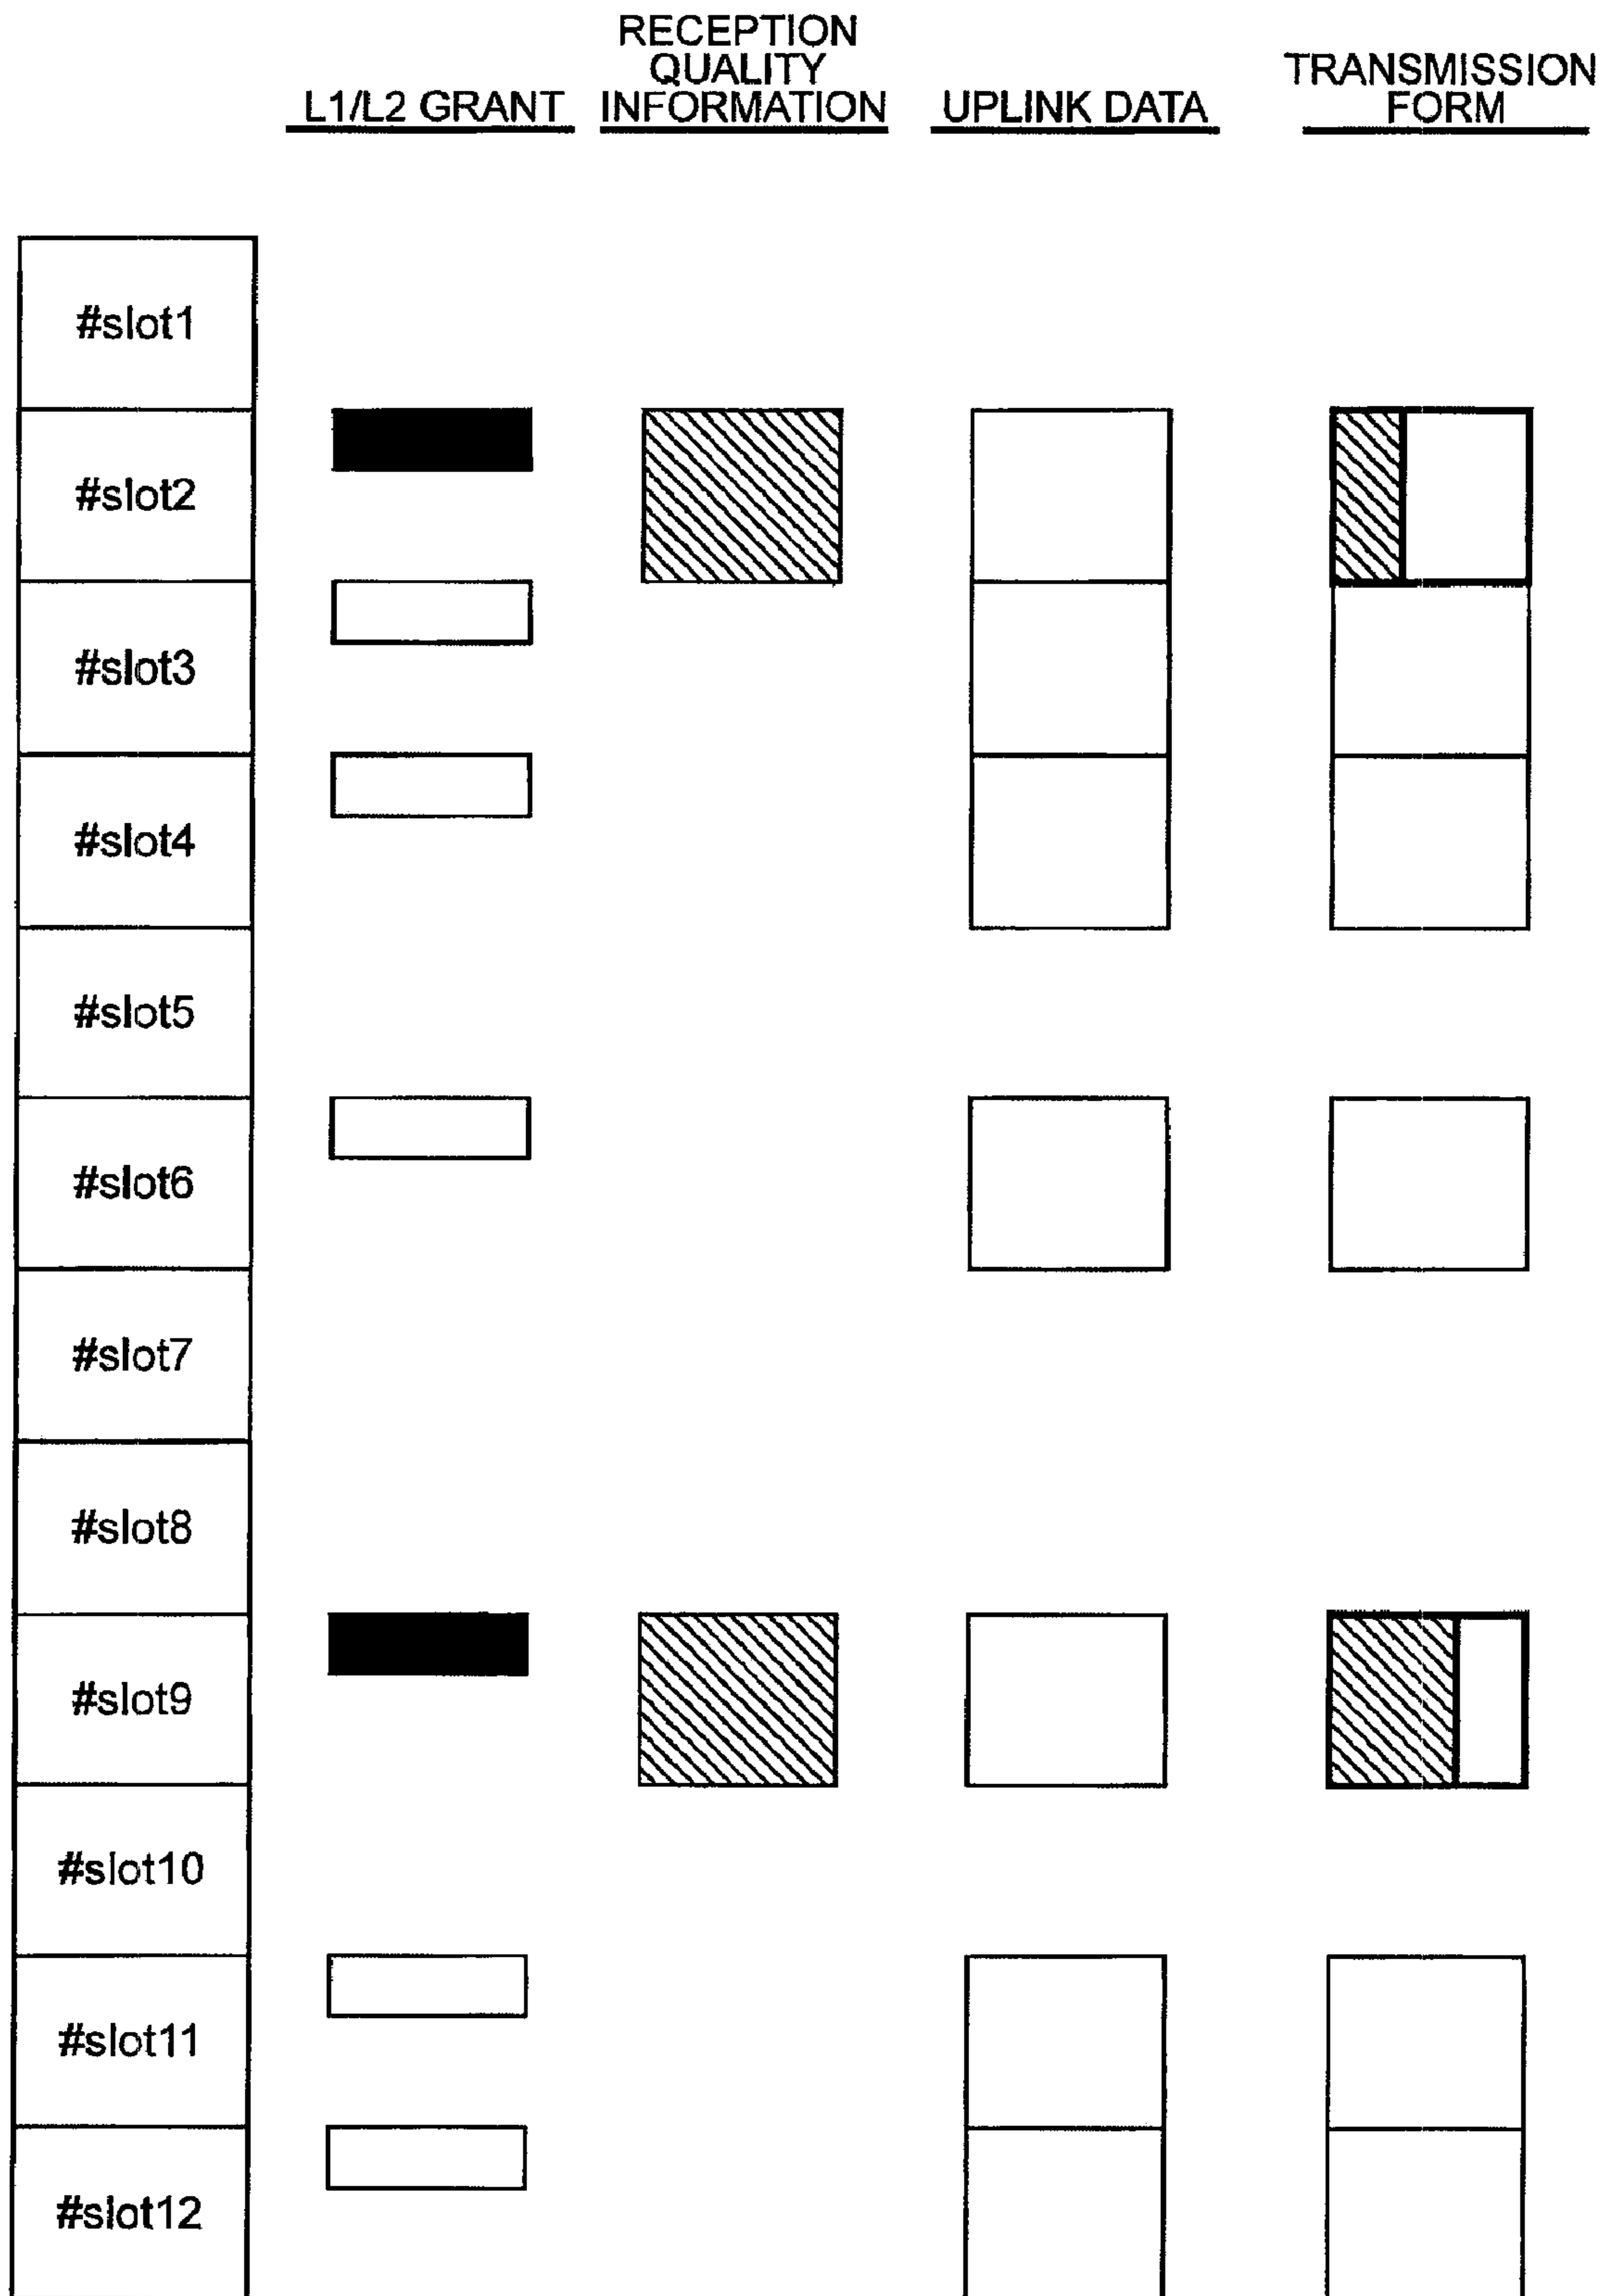 RECEPTION
QUALITY
INFORMATION
L1/L2 GRANT
UPLINK DATA
TRANSMISSION
FORM
#slot1
#slot2
#slot3
#slot4
#slot5
#slot6
#slot7
#slot8
#slot9
#slot10
#slot11
#slot12